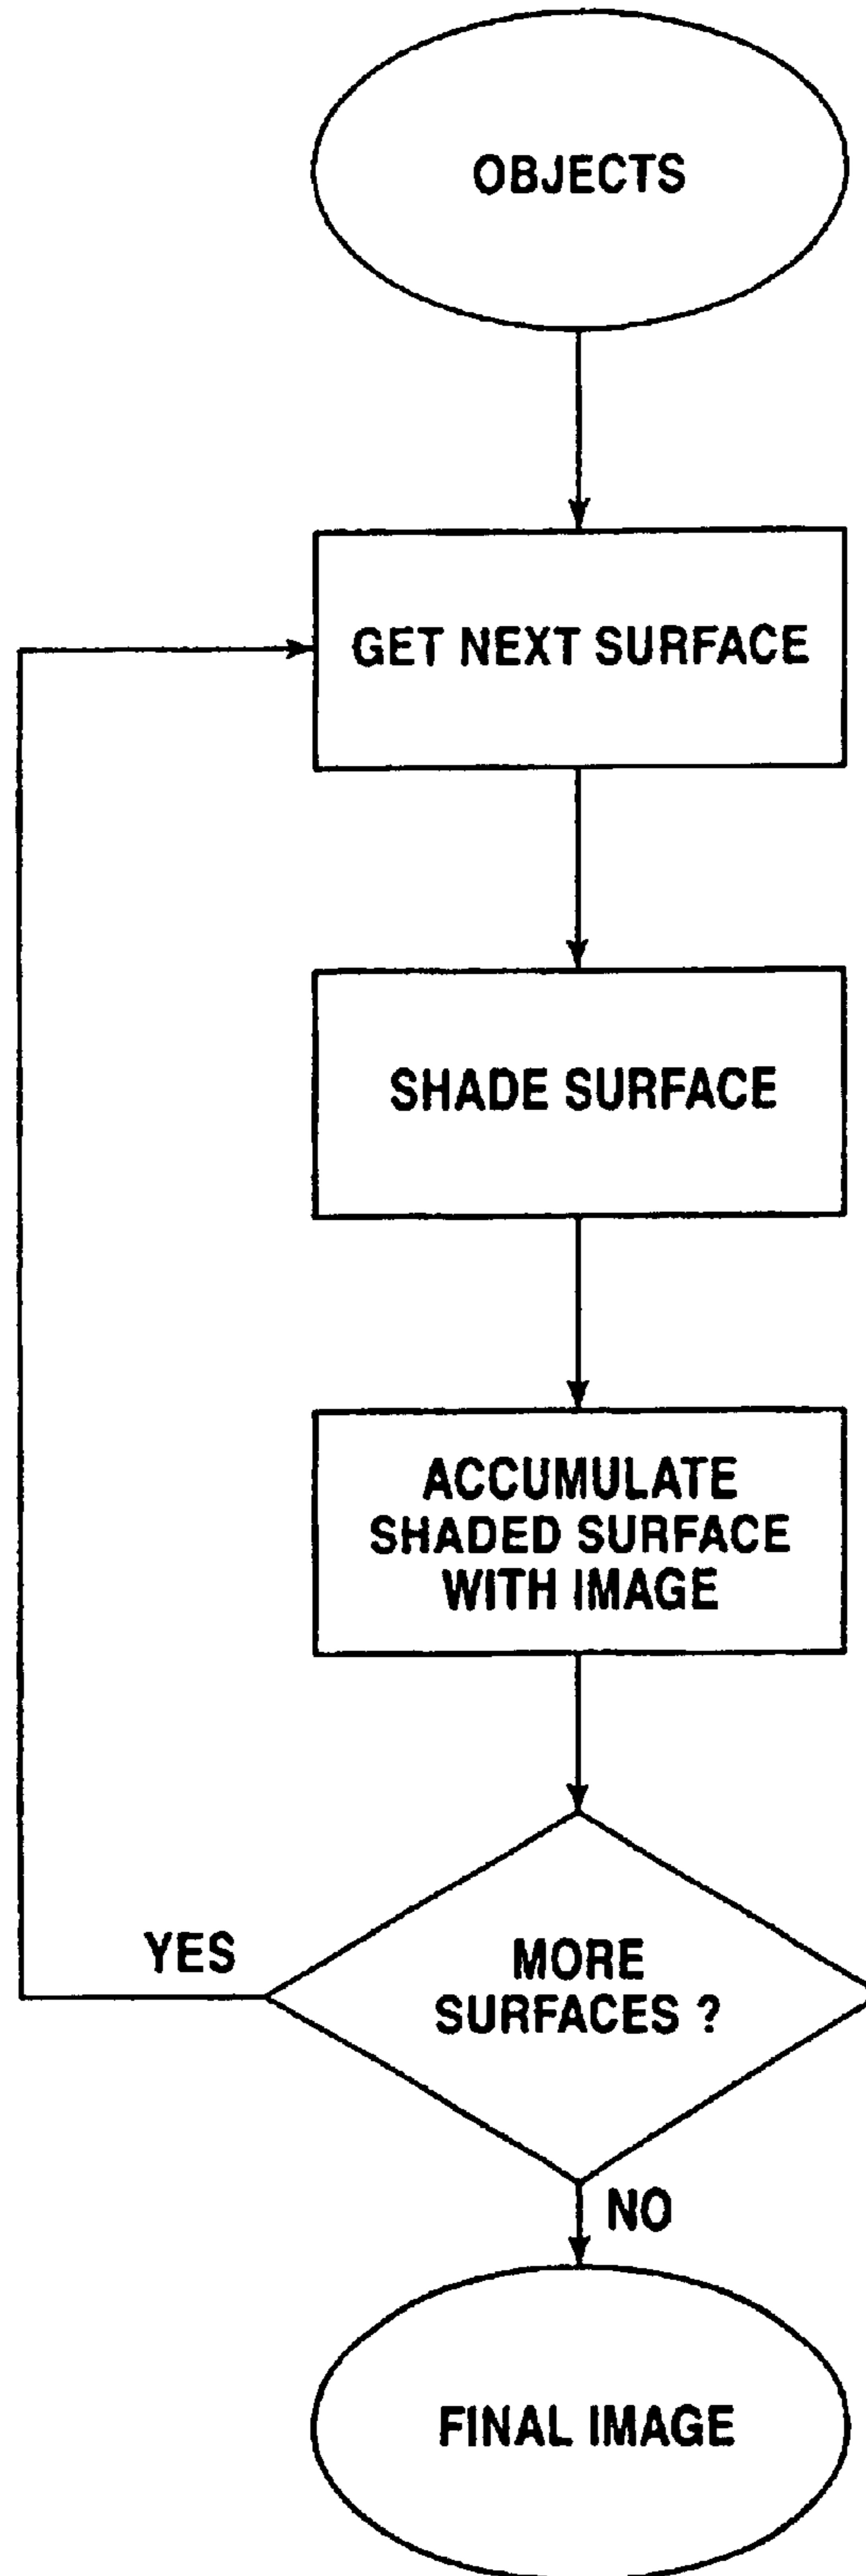 OBJECTS
GET NEXT SURFACE
SHADE SURFACE
ACCUMULATE
SHADED SURFACE
WITH IMAGE
YES
MORE
SURFACES ?
NO
FINAL IMAGE